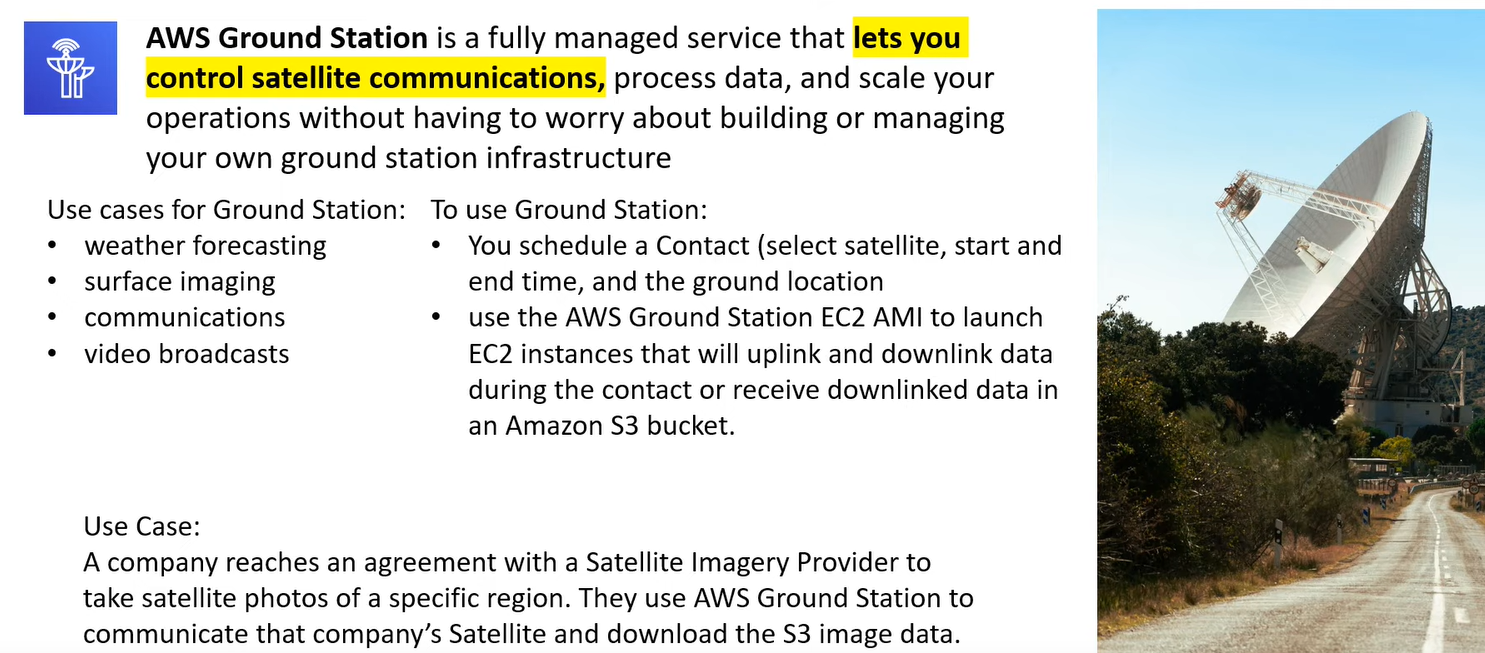 AWS Ground Station is a fully managed service that lets you
control satellite communications, process data, and scale your
operations without having to worry about building or managing
your own ground station infrastructure
Use cases for Ground Station:
• weather forecasting
• surface imaging
• communications
• video broadcasts
To use Ground Station:
• You schedule a Contact (select satellite, start and
end time, and the ground location
• use the AWS Ground Station EC2 AMI to launch
EC2 instances that will uplink and downlink data
during the contact or receive downlinked data in
an Amazon S3 bucket.
Use Case:
A company reaches an agreement with a Satellite Imagery Provider to
take satellite photos of a specific region. They use AWS Ground Station to
communicate that company’s Satellite and download the S3 image data.